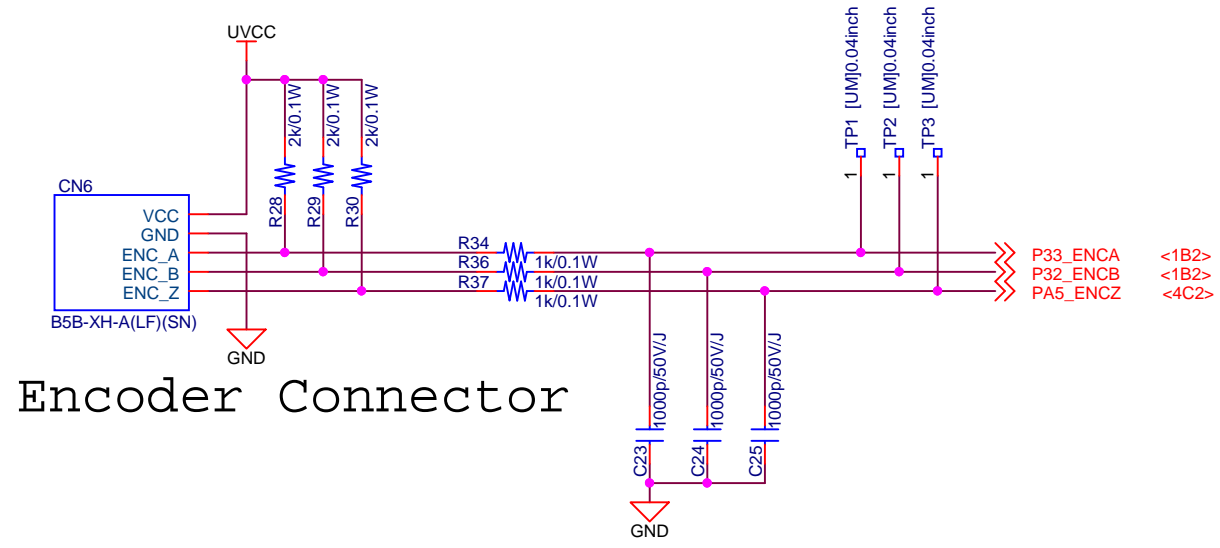 UVCC
TP1 [UM]0.04inch
TP2 [UM]0.04inch
TP3 [UM]0.04inch
2k/0.1W
2k/0.1W
2k/0.1W
1
1
1
CN6
R28
R29
R30
VCC
GND
ENC_A
ENC_B
ENC_Z
B5B-XH-A(LF)(SN)
GND
R34
1k/0.1W
R36
1k/0.1W
R37
1k/0.1W
P33_ENCA <1B2>
P32_ENCB <1B2>
PA5_ENCZ <4C2>
Encoder Connector
1000p/50V/J
1000p/50V/J
1000p/50V/J
C23
C24
C25
GND